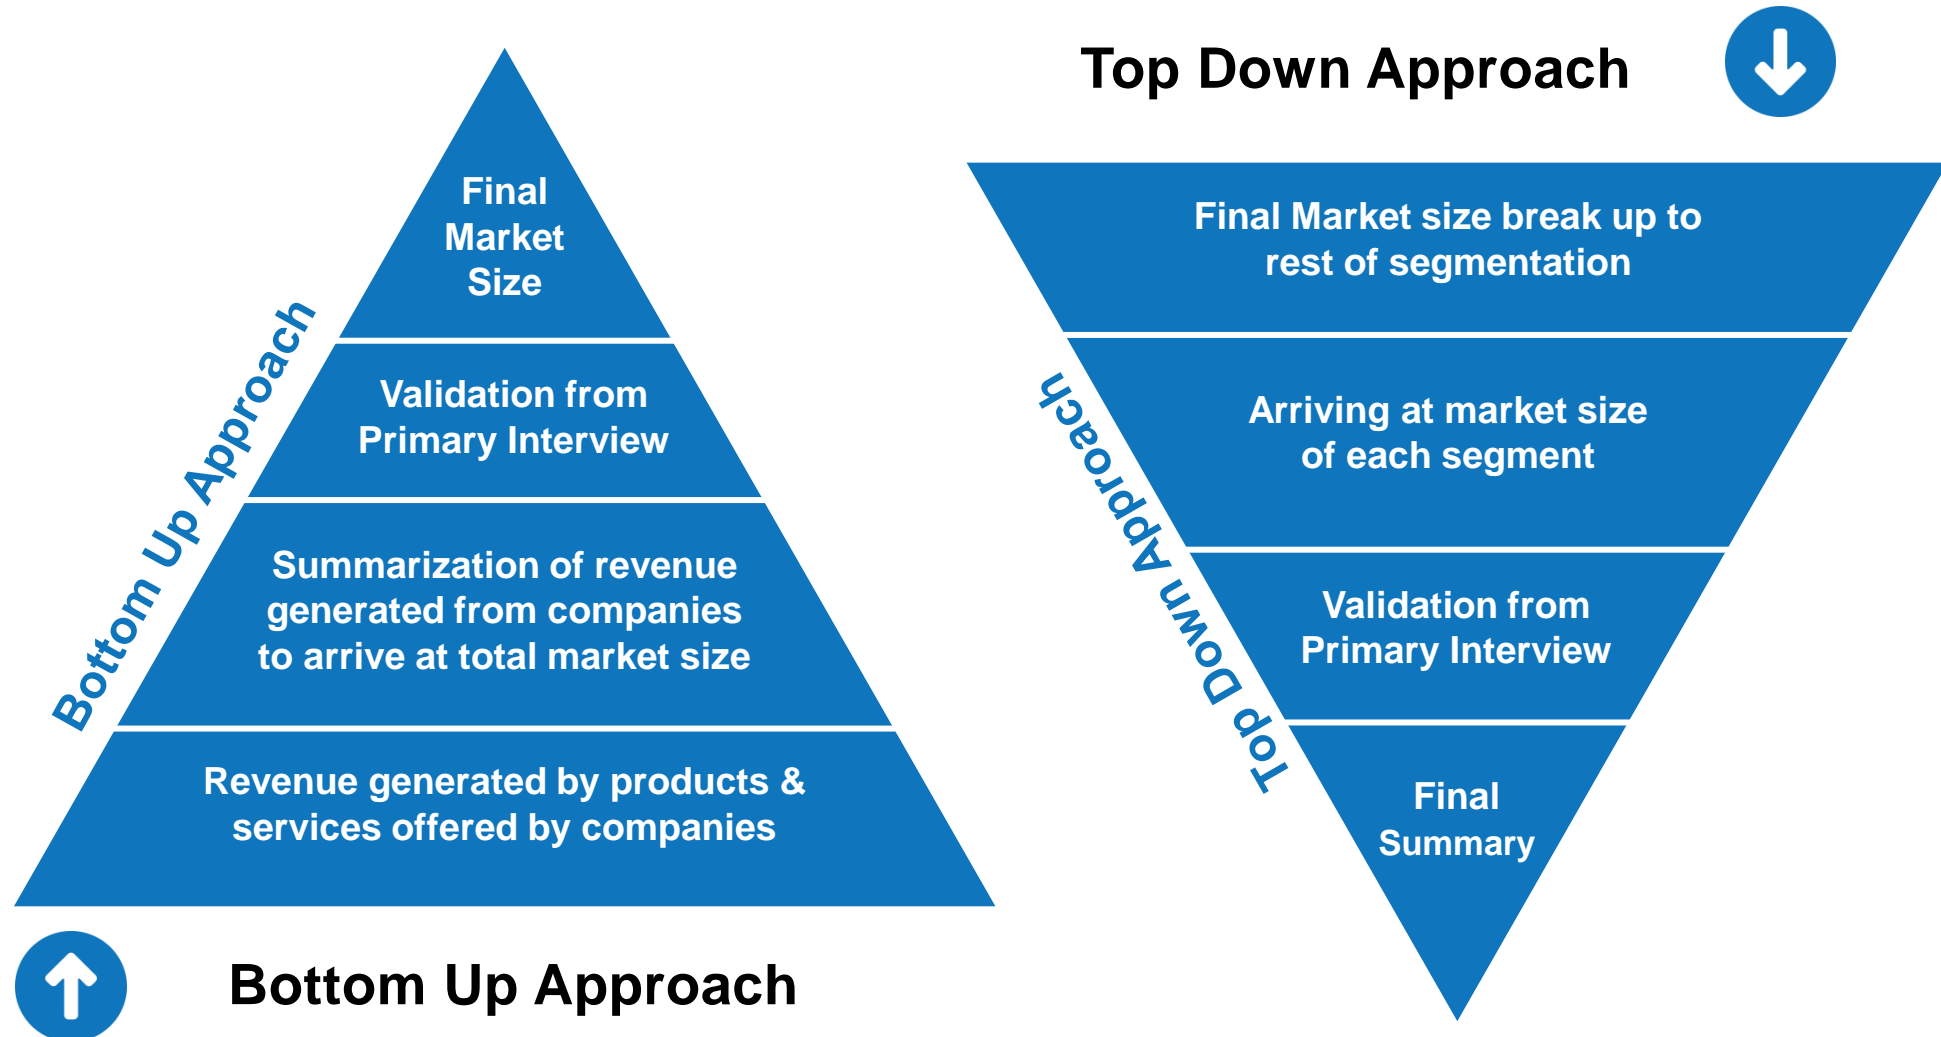 Final
Market
Size
Validation from
Primary Interview
Summarization of revenue
generated from companies
to arrive at total market size
Revenue generated by products &
services offered by companies
Bottom Up Approach
Bottom Up Approach
Top Down Approach
Final Market size break up to
rest of segmentation
Arriving at market size
of each segment
Validation from
Primary Interview
Final
Summary
Top Down Approach